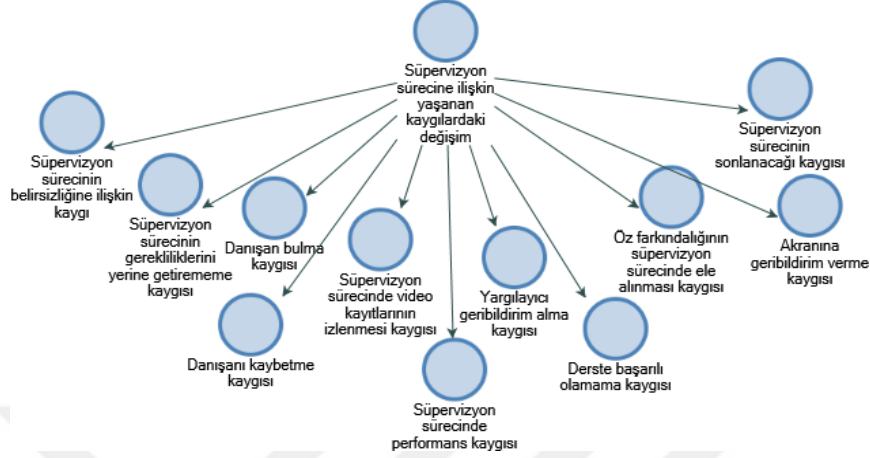 Süpervizyon
sürecine ilişkin
yaşanan
kaygılardaki
değişim
Süpervizyon
sürecinin
belirsizliğine ilişkin
kaygı
Süpervizyon
sürecinin
gerekliliklerini
yerine getirememe
kaygısı
Danışan bulma
kaygısı
Danışanı kaybetme
kaygısı
Süpervizyon
sürecinde video
kayıtlarının
izlenmesi kaygısı
Süpervizyon
sürecinde
performans kaygısı
Yargılayıcı
geribildirim alma
kaygısı
Derste başarılı
olamama kaygısı
Öz farkındalığının
süpervizyon
sürecinde ele
alınması kaygısı
Akranına
geribildirim verme
kaygısı
Süpervizyon
sürecinin
sonlanacağı kaygısı